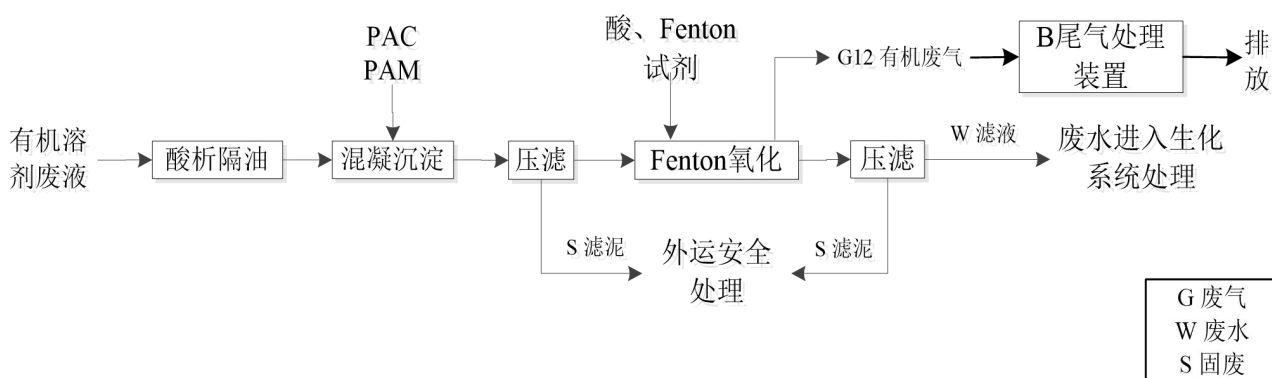 PAC
PAM
酸、Fenton
试剂
G12 有机废气
B尾气处理
装置
排
放
有机溶
剂废液
酸析隔油
混凝沉淀
压滤
Fenton氧化
压滤
W 滤液
废水进入生化
系统处理
S 滤泥
外运安全
处理
S 滤泥
G 废气
W 废水
S 固废